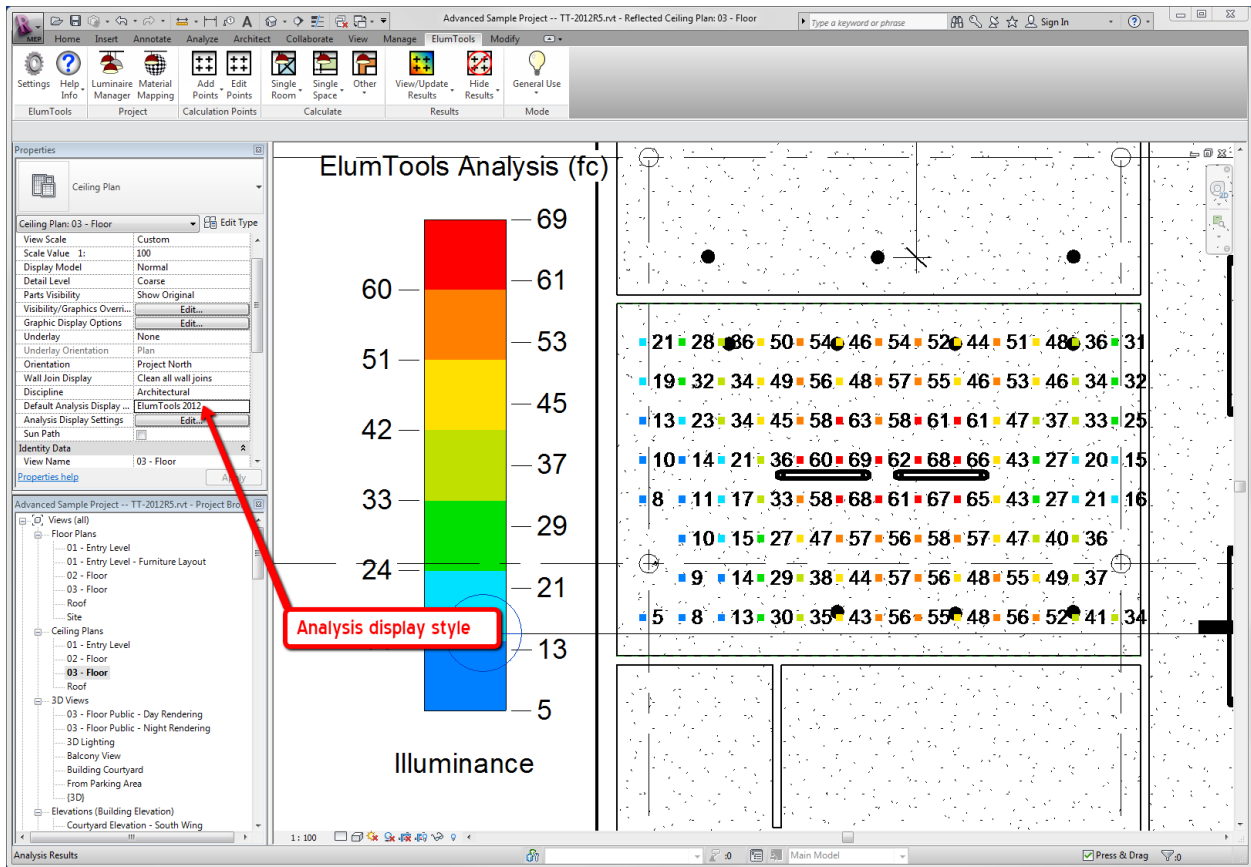 Advanced Sample Project -- TT-2012R5.rvt - Reflected Ceiling Plan: 03 - Floor
Type a keyword or phrase
Sign In
MEP Home Insert Annotate Analyze Architect Collaborate View Manage ElumTools Modify
Settings Help Info Luminaire Manager Material Mapping Add Points Edit Points Single Room Single Space Other View/Update Results Hide Results General Use
ElumTools Project Calculation Points Calculate Results Mode
Properties
Ceiling Plan
Ceiling Plan: 03 - Floor Edit Type
View Scale Custom
Scale Value 1: 100
Display Model Normal
Detail Level Coarse
Parts Visibility Show Original
Visibility/Graphics Overri... Edit...
Graphic Display Options Edit...
Underlay None
Underlay Orientation Plan
Orientation Project North
Wall Join Display Clean all wall joins
Discipline Architectural
Default Analysis Display ... ElumTools 2012
Analysis Display Settings Edit...
Sun Path
Identity Data
View Name 03 - Floor
Properties help Apply
Advanced Sample Project -- TT-2012R5.rvt - Project Bro
Views (all)
Floor Plans
01 - Entry Level
01 - Entry Level - Furniture Layout
02 - Floor
03 - Floor
Roof
Site
Ceiling Plans
01 - Entry Level
02 - Floor
03 - Floor
Roof
3D Views
03 - Floor Public - Day Rendering
03 - Floor Public - Night Rendering
3D Lighting
Balcony View
Building Courtyard
From Parking Area
{3D}
Elevations (Building Elevation)
Courtyard Elevation - South Wing
ElumTools Analysis (fc)
69
60 61
53
51
45
42
37
33
29
24
21
13
5
Illuminance
Analysis display style
21 28 36 50 54 46 54 52 44 51 48 36 31
19 32 34 49 56 48 57 55 46 53 46 34 32
13 23 34 45 58 63 58 61 61 47 37 33 25
10 14 21 36 60 69 62 68 66 43 27 20 15
8 11 17 33 58 68 61 67 65 43 27 21 16
10 15 27 47 57 56 58 57 47 40 36
9 14 29 38 44 57 56 48 55 49 37
5 8 13 30 35 43 56 55 48 56 52 41 34
2D
1 : 100
Analysis Results
:0 Main Model Press & Drag :0